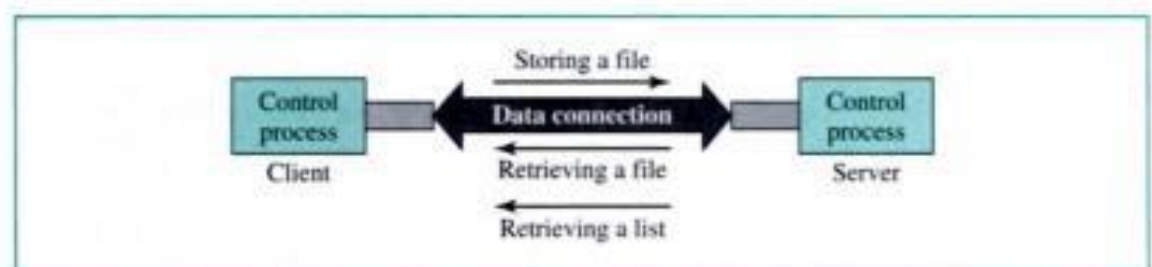 Storing a file
Control
process
Client
Data connection
Control
process
Server
Retrieving a file
Retrieving a list